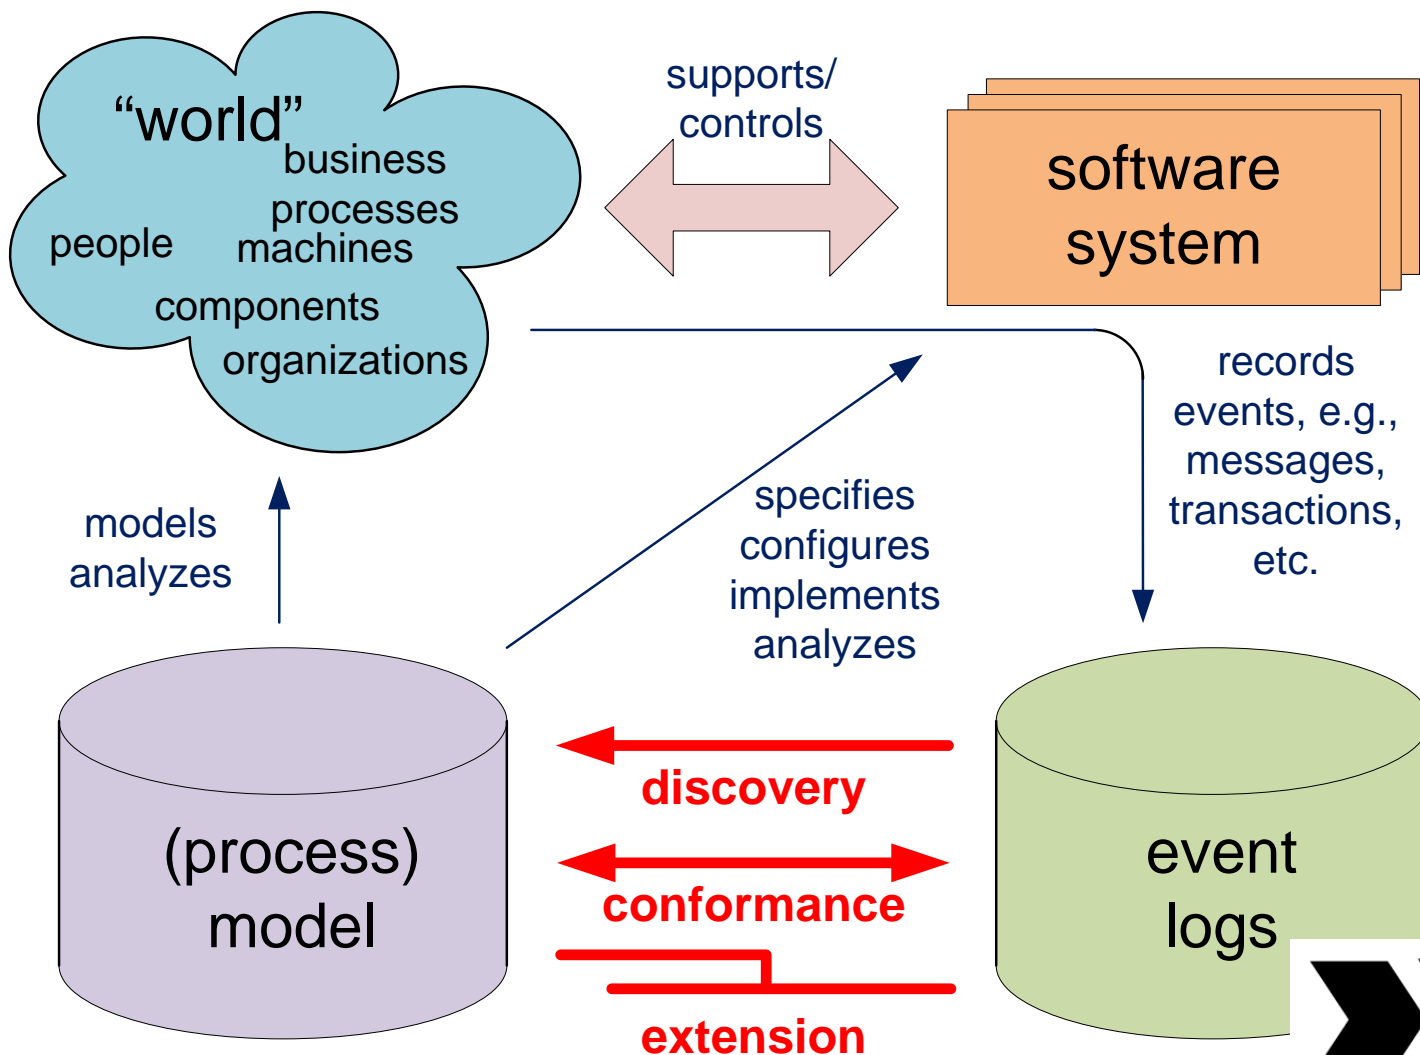 “world”
business
processes
people
machines
components
organizations
supports/
controls
software
system
records
events, e.g.,
messages,
transactions,
etc.
models
analyzes
specifies
configures
implements
analyzes
(process)
model
discovery
conformance
extension
event
logs